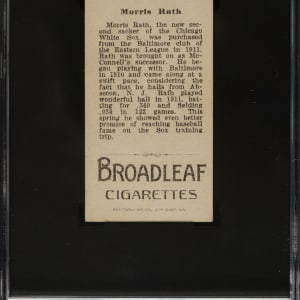 Morris Rath
Morris Rath, the new sec-
ond sacker of the Chicago
White Sox, was purchased
from the Baltimore club of
the Eastern League in 1911.
Rath was brought on as Mc-
Connell's successor. He be-
gan playing with Baltimore
in 1910 and came along at a
swift pace, considering the
fact that he hails from Ab-
secon, N. J. Rath played
wonderful ball in 1911, bat-
ting for .340 and fielding
.954 in 122 games. This
spring he showed even better
promise of reaching baseball
fame on the Sox training
trip.
BROADLEAF
CIGARETTES